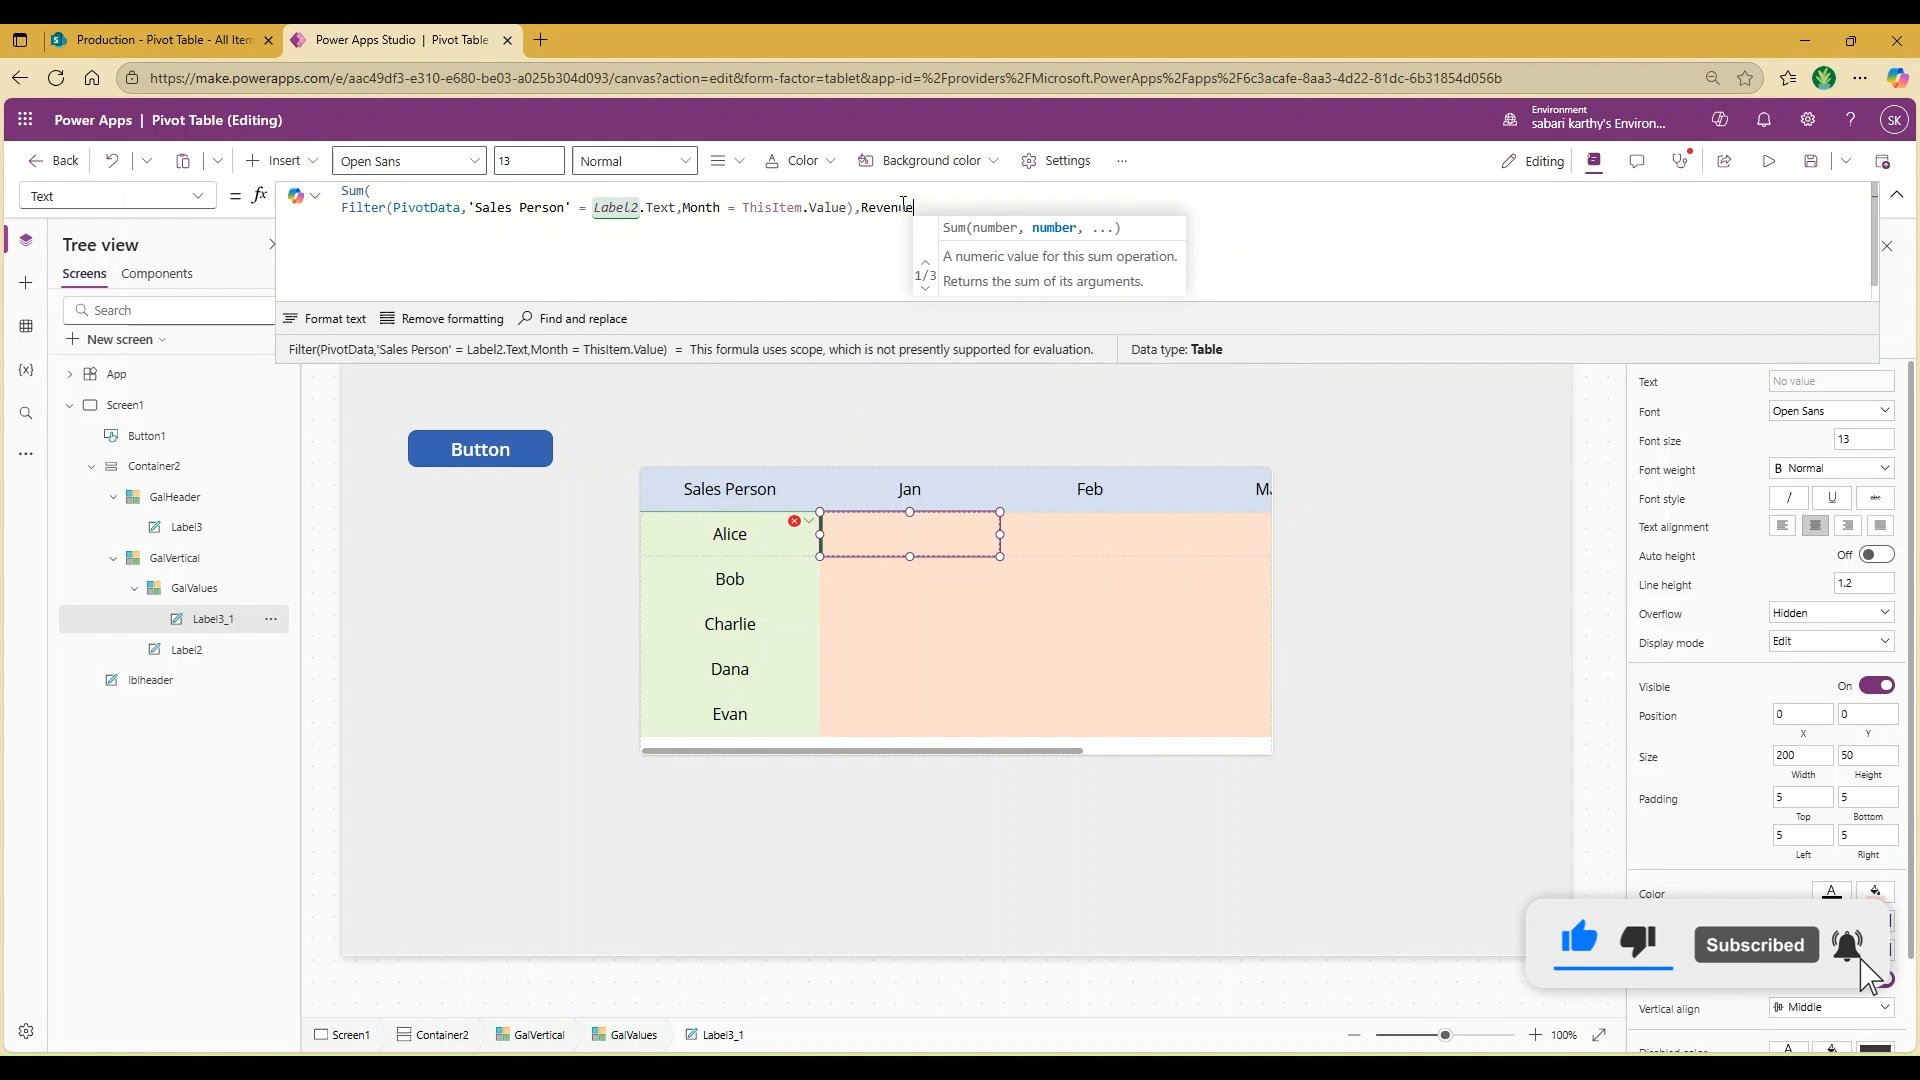 Production - Pivot Table - All Item
Power Apps Studio | Pivot Table
https://make.powerapps.com/e/aac49df3-e310-e680-be03-a025b304d093/canvas?action=edit&form-factor=tablet&app-id=%2Fproviders%2FMicrosoft.PowerApps%2Fapps%2F6c3acafe-8aa3-4d22-81dc-6b31854d056b
Power Apps | Pivot Table (Editing)
Environment
sabari karthy's Environ...
SK
Back
Insert
Open Sans
13
Normal
Color
Background color
Settings
Editing
Text
= fx
Sum(
Filter(PivotData,'Sales Person' = Label2.Text,Month = ThisItem.Value),Revenue
Sum(number, number, ...)
A numeric value for this sum operation.
1/3
Returns the sum of its arguments.
Format text
Remove formatting
Find and replace
Filter(PivotData,'Sales Person' = Label2.Text,Month = ThisItem.Value) = This formula uses scope, which is not presently supported for evaluation.
Data type: Table
Tree view
Screens
Components
Search
New screen
App
Screen1
Button1
Container2
GalHeader
Label3
GalVertical
GalValues
Label3_1
Label2
lblheader
Button
Sales Person
Jan
Feb
Alice
Bob
Charlie
Dana
Evan
Text
No value
Font
Open Sans
Font size
13
Font weight
B Normal
Font style
/ U abc
Text alignment
Auto height
Off
Line height
1.2
Overflow
Hidden
Display mode
Edit
Visible
On
Position
0
0
X
Y
Size
200
50
Width
Height
Padding
5
5
Top
Bottom
5
5
Left
Right
Color
A
Subscribed
Vertical align
Middle
Screen1
Container2
GalVertical
GalValues
Label3_1
100%